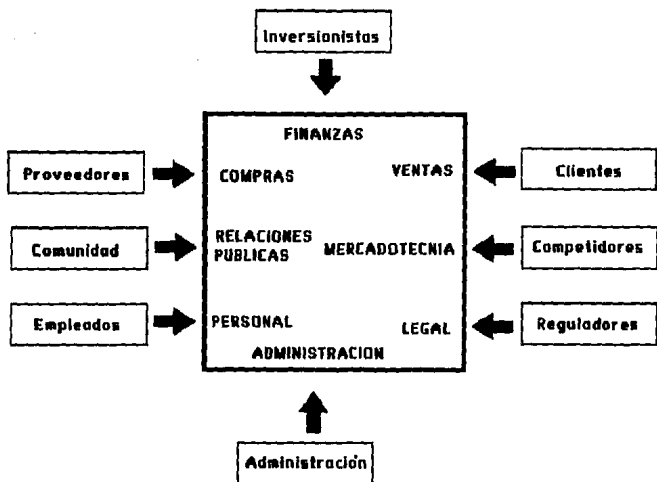 Inversionistas
FINANZAS
Proveedores
COMPRAS
VENTAS
Clientes
Comunidad
RELACIONES
PUBLICAS
MERCADOTECNIA
Competidores
Empleados
PERSONAL
LEGAL
Reguladores
ADMINISTRACION
Administración